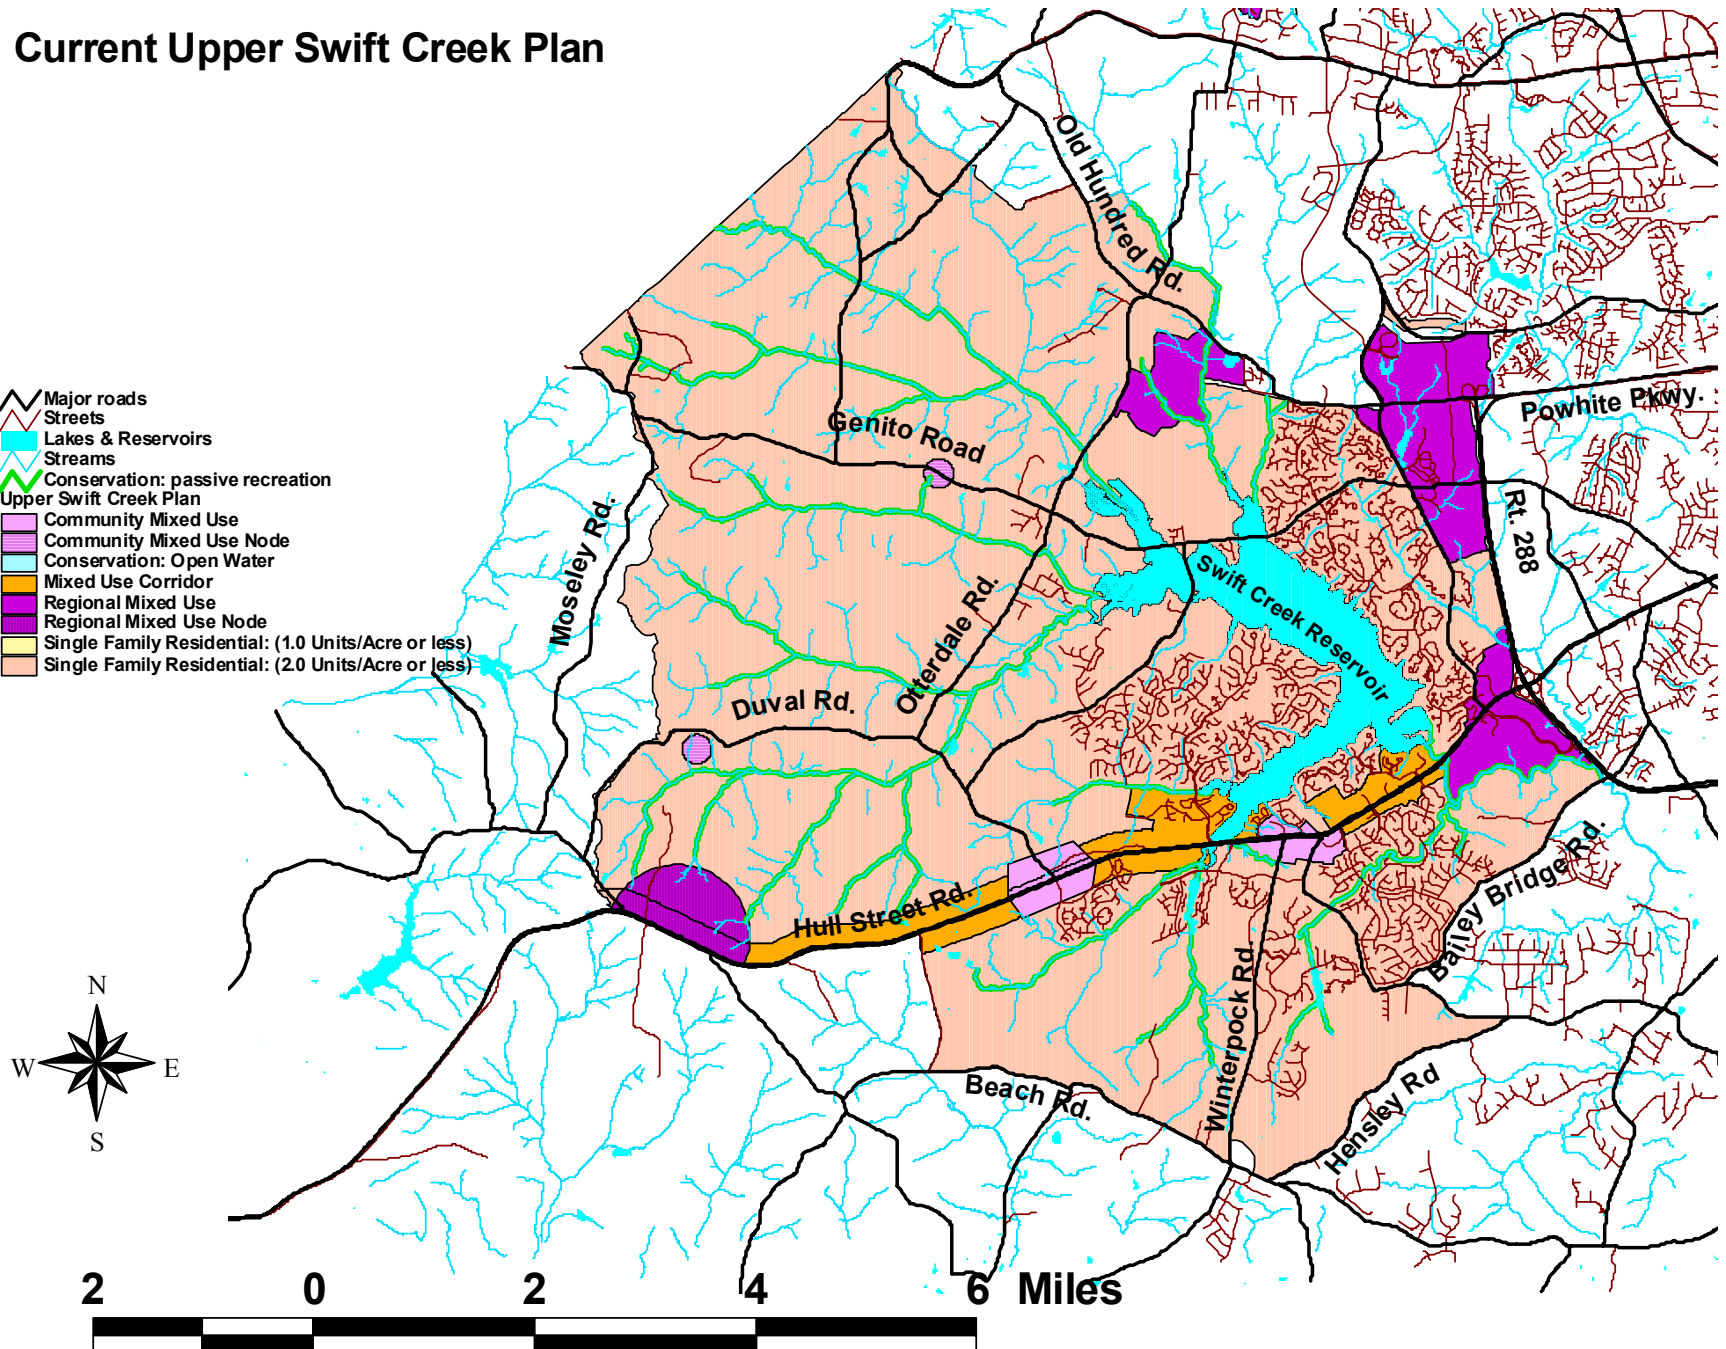 Current Upper Swift Creek Plan
Old Hundred Rd.
Major roads
Streets
Lakes & Reservoirs
Streams
Conservation: passive recreation
Upper Swift Creek Plan
Community Mixed Use
Community Mixed Use Node
Conservation: Open Water
Mixed Use Corridor
Regional Mixed Use
Regional Mixed Use Node
Single Family Residential: (1.0 Units/Acre or less)
Single Family Residential: (2.0 Units/Acre or less)
Powhite Pkwy.
Genito Road
Rt. 288
Moseley Rd.
Swift Creek Reservoir
Otterdale Rd.
Duval Rd.
Hull Street Rd.
Bailey Bridge Rd.
Winterpock Rd.
Beach Rd.
Hensley Rd
N
W E
S
2 0 2 4 6 Miles